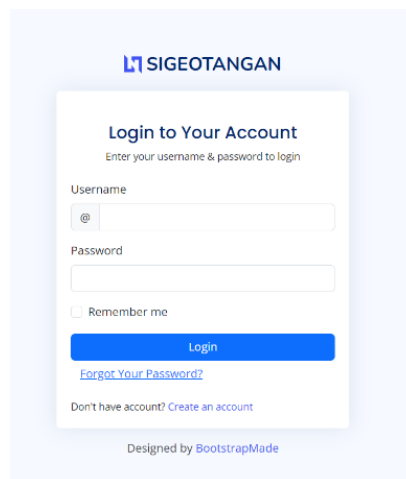 SIGEOTANGAN
Login to Your Account
Enter your username & password to login
Username
@
Password
Remember me
Login
Forgot Your Password?
Don't have account? Create an account
Designed by BootstrapMade